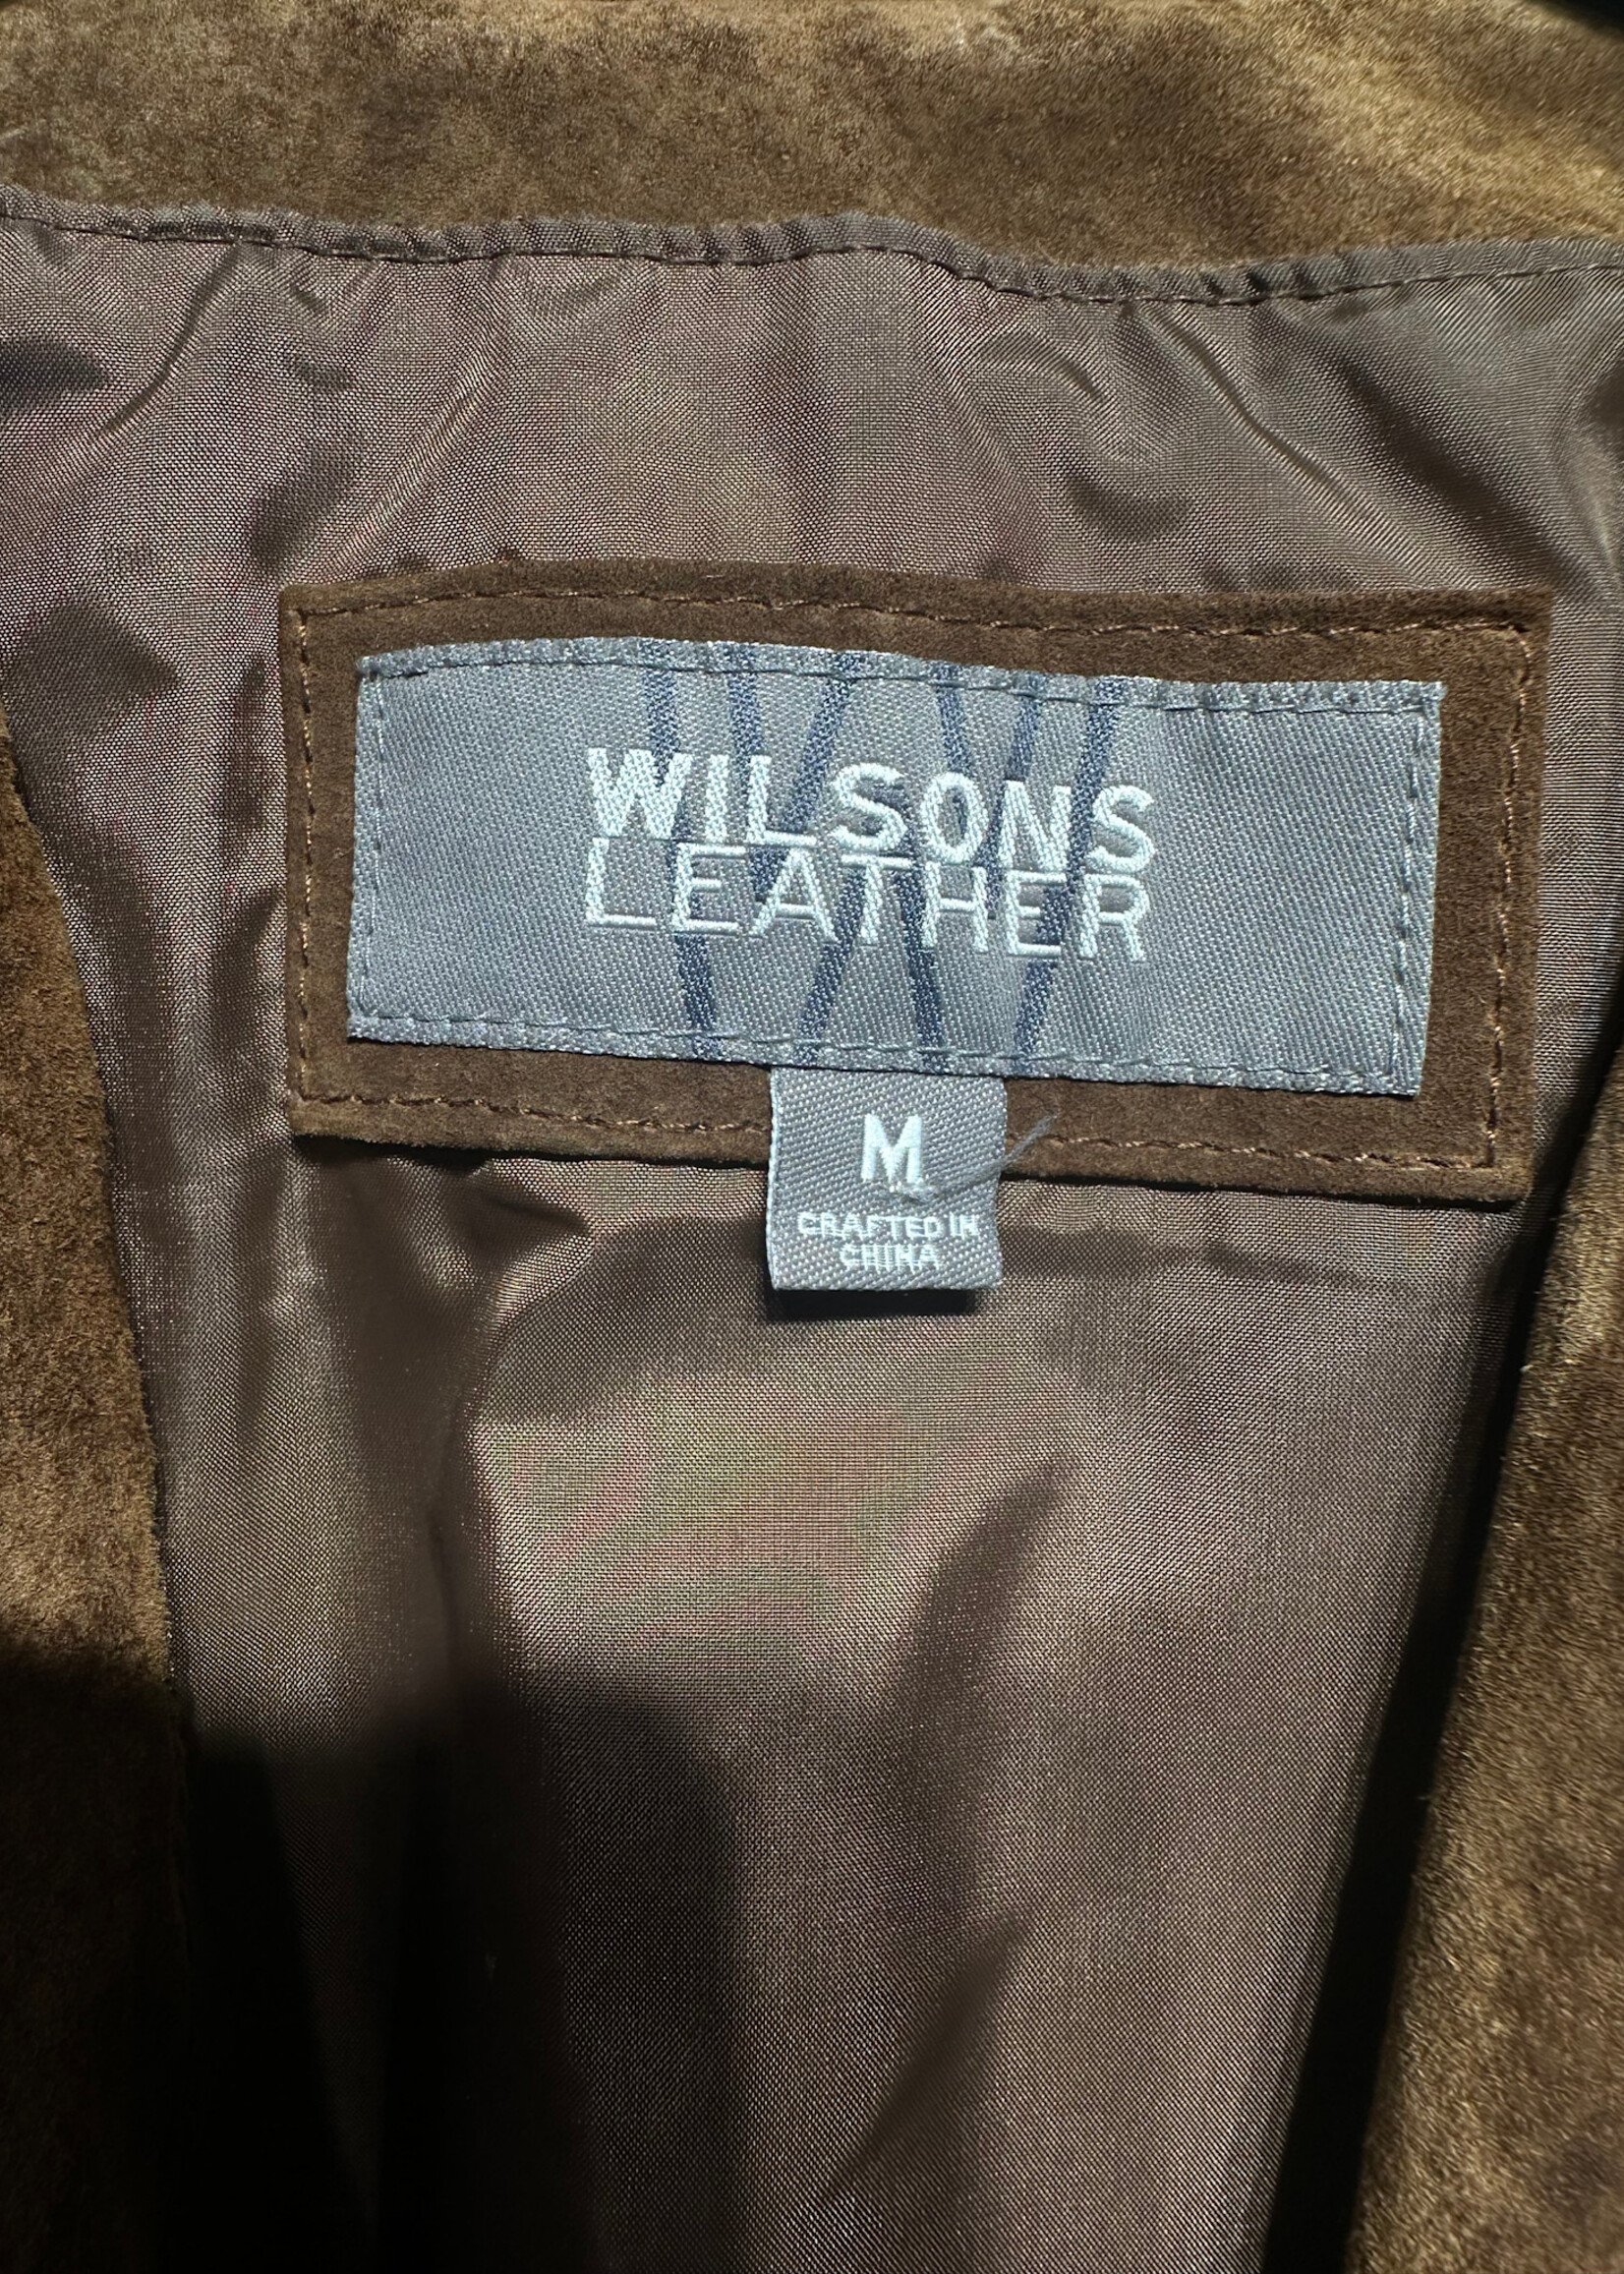 WILSONS
LEATHER
M
CRAFTED IN
CHINA